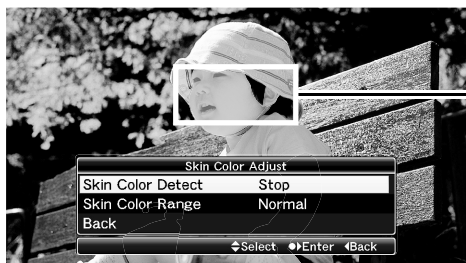 Skin Color Adjust
Skin Color Detect Stop
Skin Color Range Normal
Back
Select Enter Back